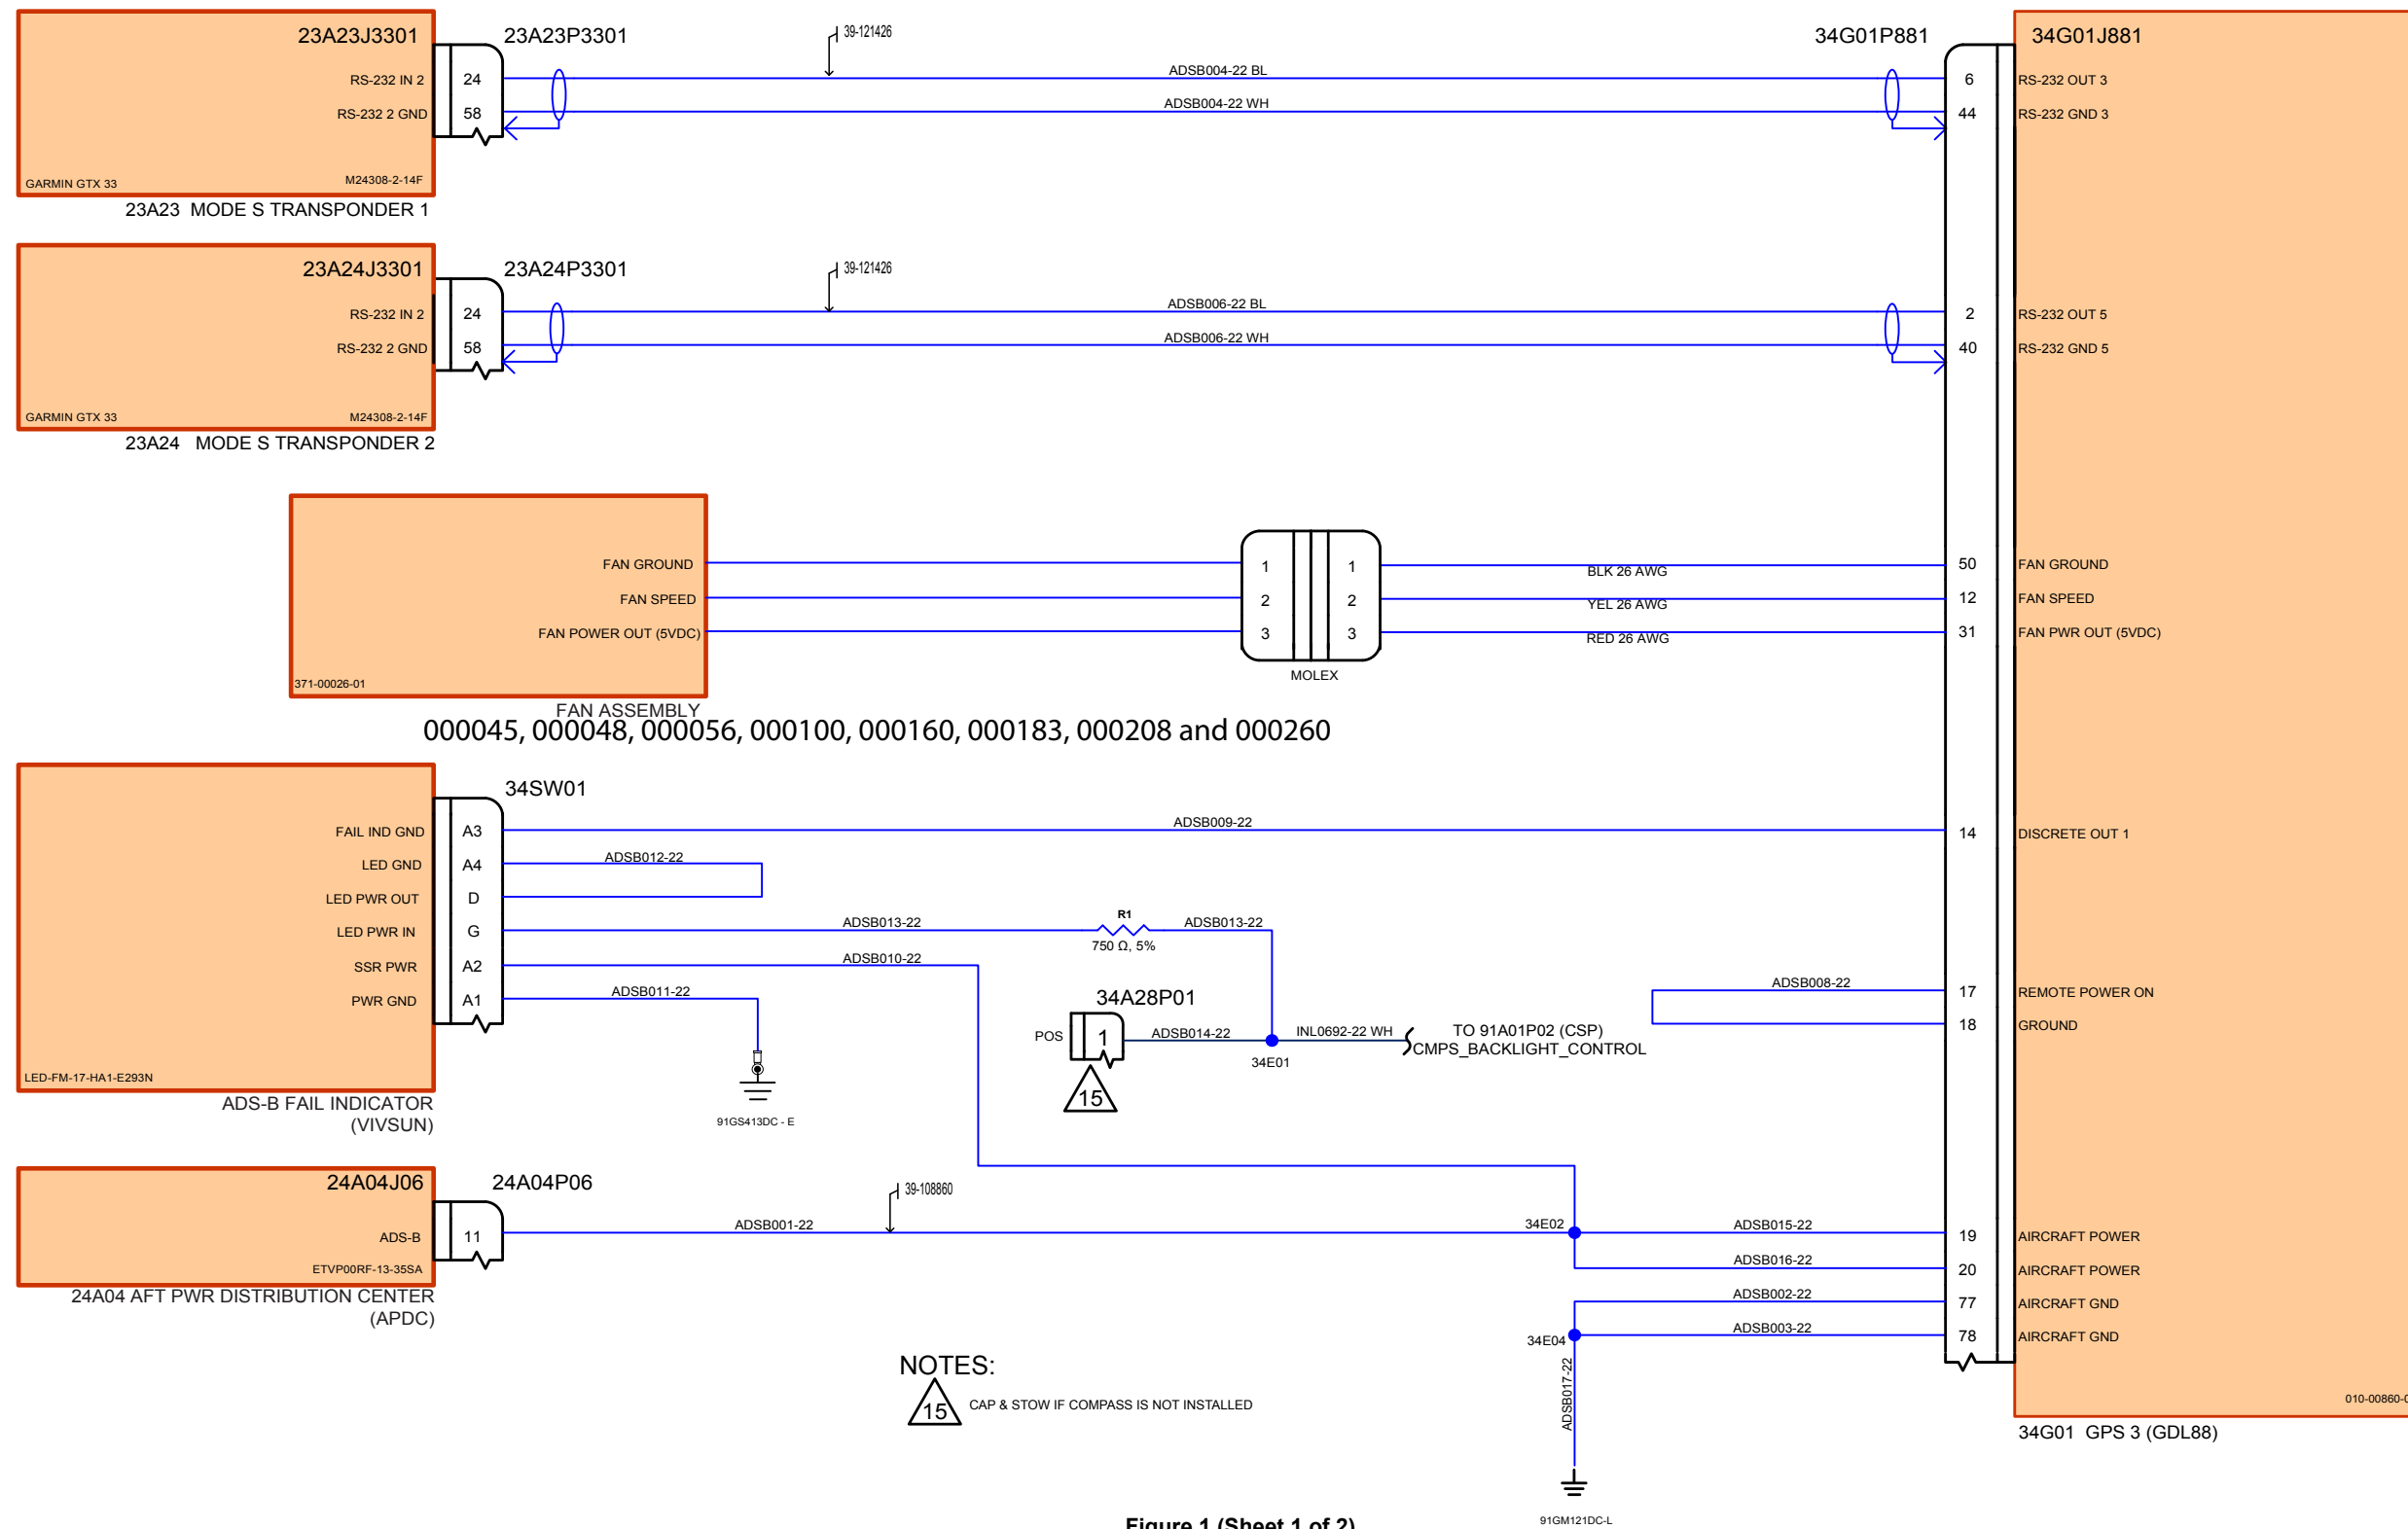 23A23J3301
23A23P3301
39-121426
34G01P881
34G01J881
RS-232 IN 2
24
ADSB004-22 BL
6
RS-232 OUT 3
RS-232 2 GND
58
ADSB004-22 WH
44
RS-232 GND 3
GARMIN GTX 33
M24308-2-14F
23A23 MODE S TRANSPONDER 1
23A24J3301
23A24P3301
39-121426
RS-232 IN 2
24
ADSB006-22 BL
2
RS-232 OUT 5
RS-232 2 GND
58
ADSB006-22 WH
40
RS-232 GND 5
GARMIN GTX 33
M24308-2-14F
23A24 MODE S TRANSPONDER 2
FAN GROUND
1
1
BLK 26 AWG
50
FAN GROUND
FAN SPEED
2
2
YEL 26 AWG
12
FAN SPEED
FAN POWER OUT (5VDC)
3
3
RED 26 AWG
31
FAN PWR OUT (5VDC)
371-00026-01
MOLEX
FAN ASSEMBLY
000045, 000048, 000056, 000100, 000160, 000183, 000208 and 000260
34SW01
FAIL IND GND
A3
ADSB009-22
14
DISCRETE OUT 1
LED GND
A4
ADSB012-22
LED PWR OUT
D
LED PWR IN
G
ADSB013-22
R1
750 Ω, 5%
ADSB013-22
SSR PWR
A2
ADSB010-22
PWR GND
A1
ADSB011-22
ADSB008-22
17
REMOTE POWER ON
18
GROUND
34A28P01
POS
1
ADSB014-22
34E01
INL0692-22 WH
TO 91A01P02 (CSP)
CMPS_BACKLIGHT_CONTROL
15
LED-FM-17-HA1-E293N
ADS-B FAIL INDICATOR
(VIVSUN)
91GS413DC - E
24A04J06
24A04P06
39-108860
ADS-B
11
ADSB001-22
34E02
ADSB015-22
19
AIRCRAFT POWER
ADSB016-22
20
AIRCRAFT POWER
ETVP00RF-13-35SA
24A04 AFT PWR DISTRIBUTION CENTER
(APDC)
ADSB002-22
77
AIRCRAFT GND
34E04
ADSB003-22
78
AIRCRAFT GND
ADSB017-22
NOTES:
15
CAP & STOW IF COMPASS IS NOT INSTALLED
010-00860-0
34G01 GPS 3 (GDL88)
91GM121DC-L
Figure 1 (Sheet 1 of 2)